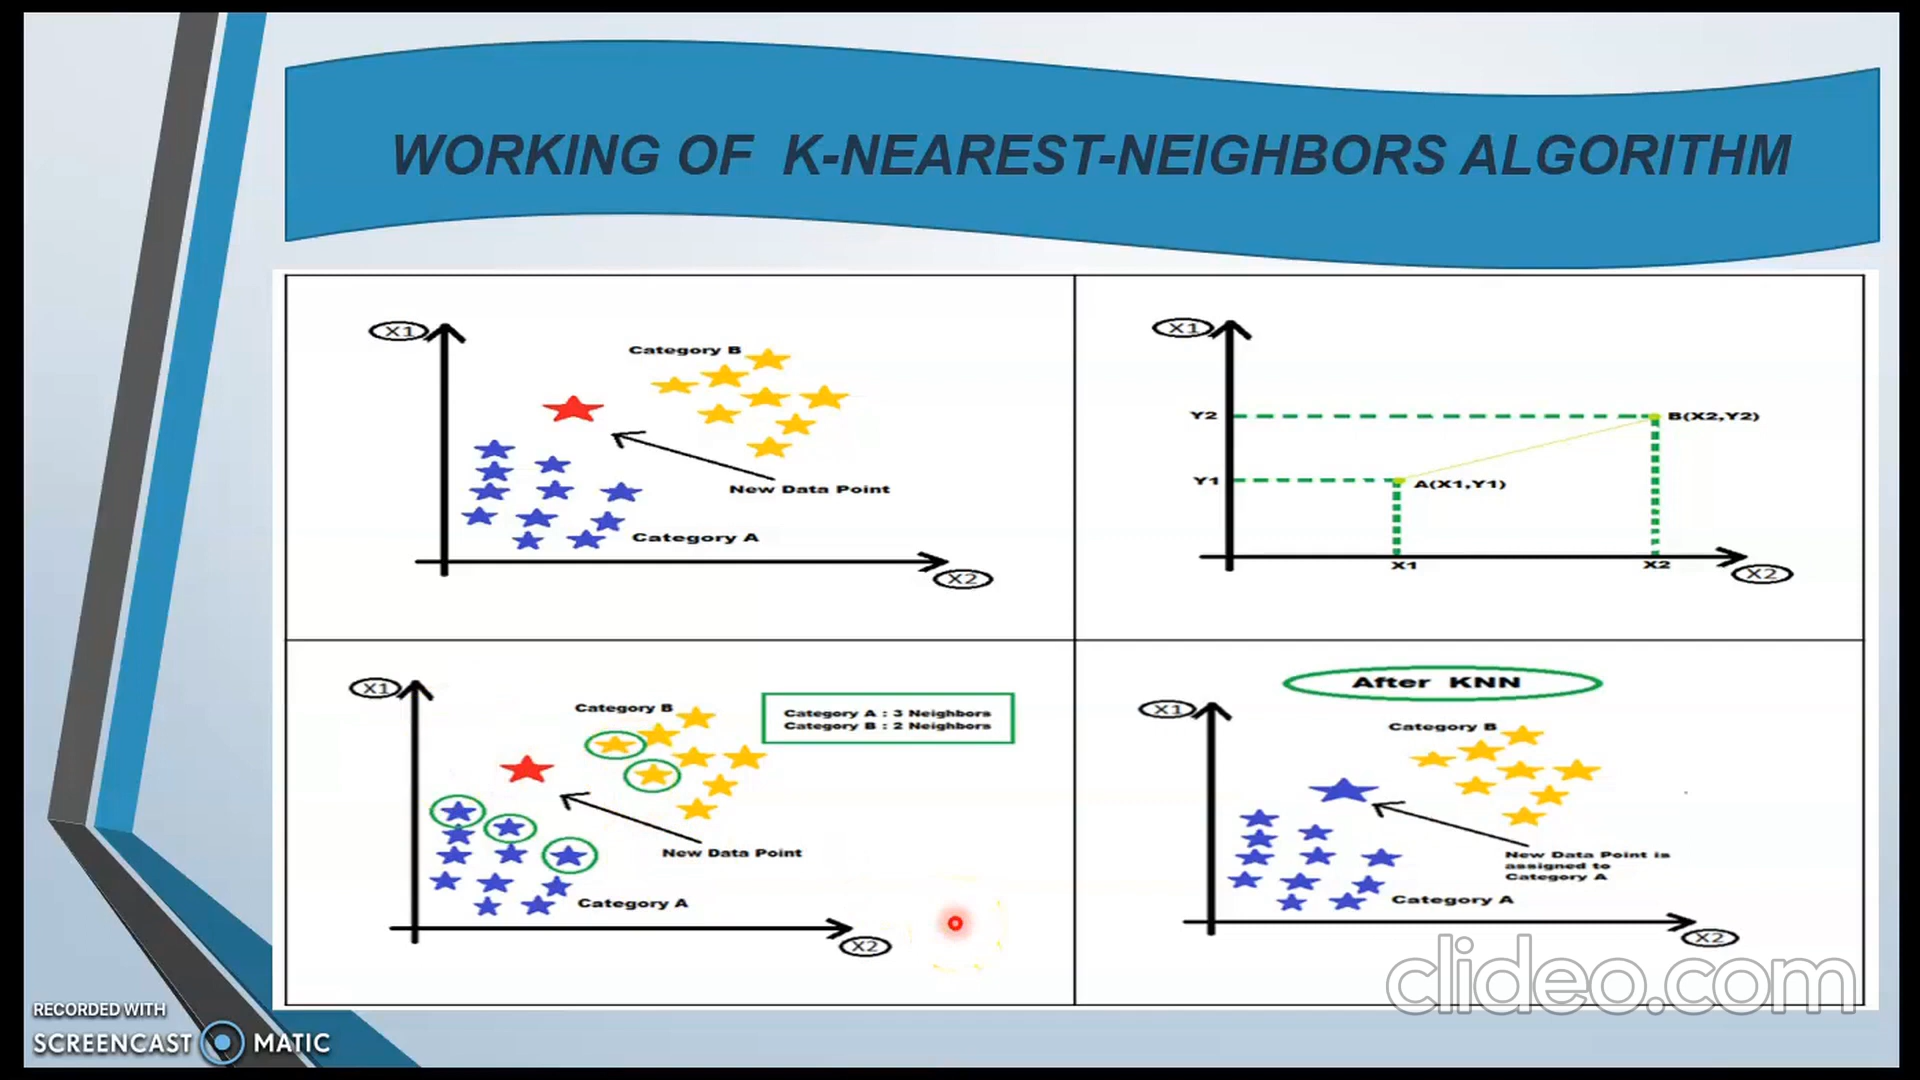 WORKING OF K-NEAREST-NEIGHBORS ALGORITHM
X1
Category B
New Data Point
Category A
X2
X1
Y2
B(X2,Y2)
Y1
A(X1,Y1)
X1
X2
X2
X1
Category B
Category A : 3 Neighbors
Category B : 2 Neighbors
New Data Point
Category A
X2
After KNN
X1
Category B
New Data Point is
assigned to
Category A
Category A
X2
clideo.com
RECORDED WITH
SCREENCAST MATIC